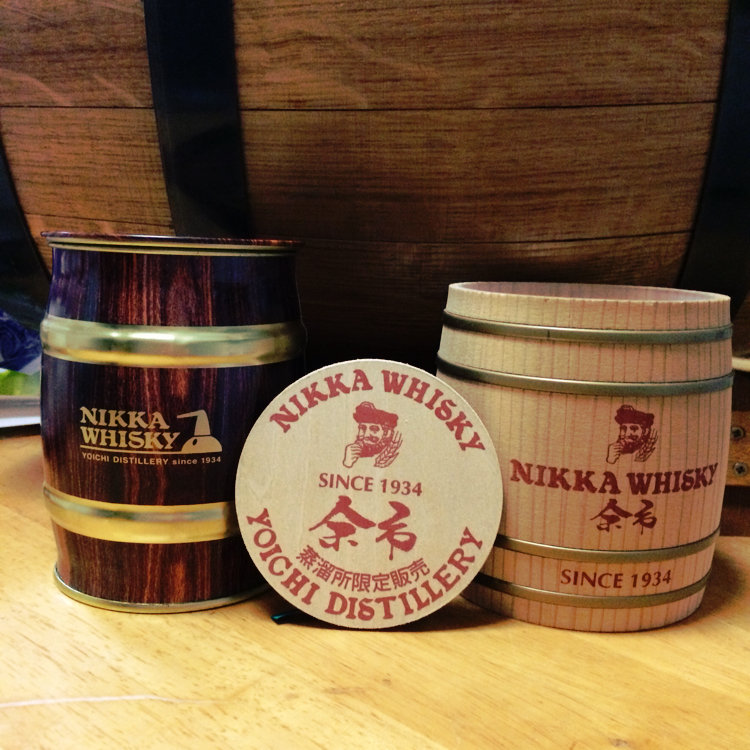 NIKKA
WHISKY
YOICHI DISTILLERY since 1934
NIKKA WHISKY
SINCE 1934
余市
蒸溜所限定販売
YOICHI DISTILLERY
NIKKA WHISKY
余市
SINCE 1934